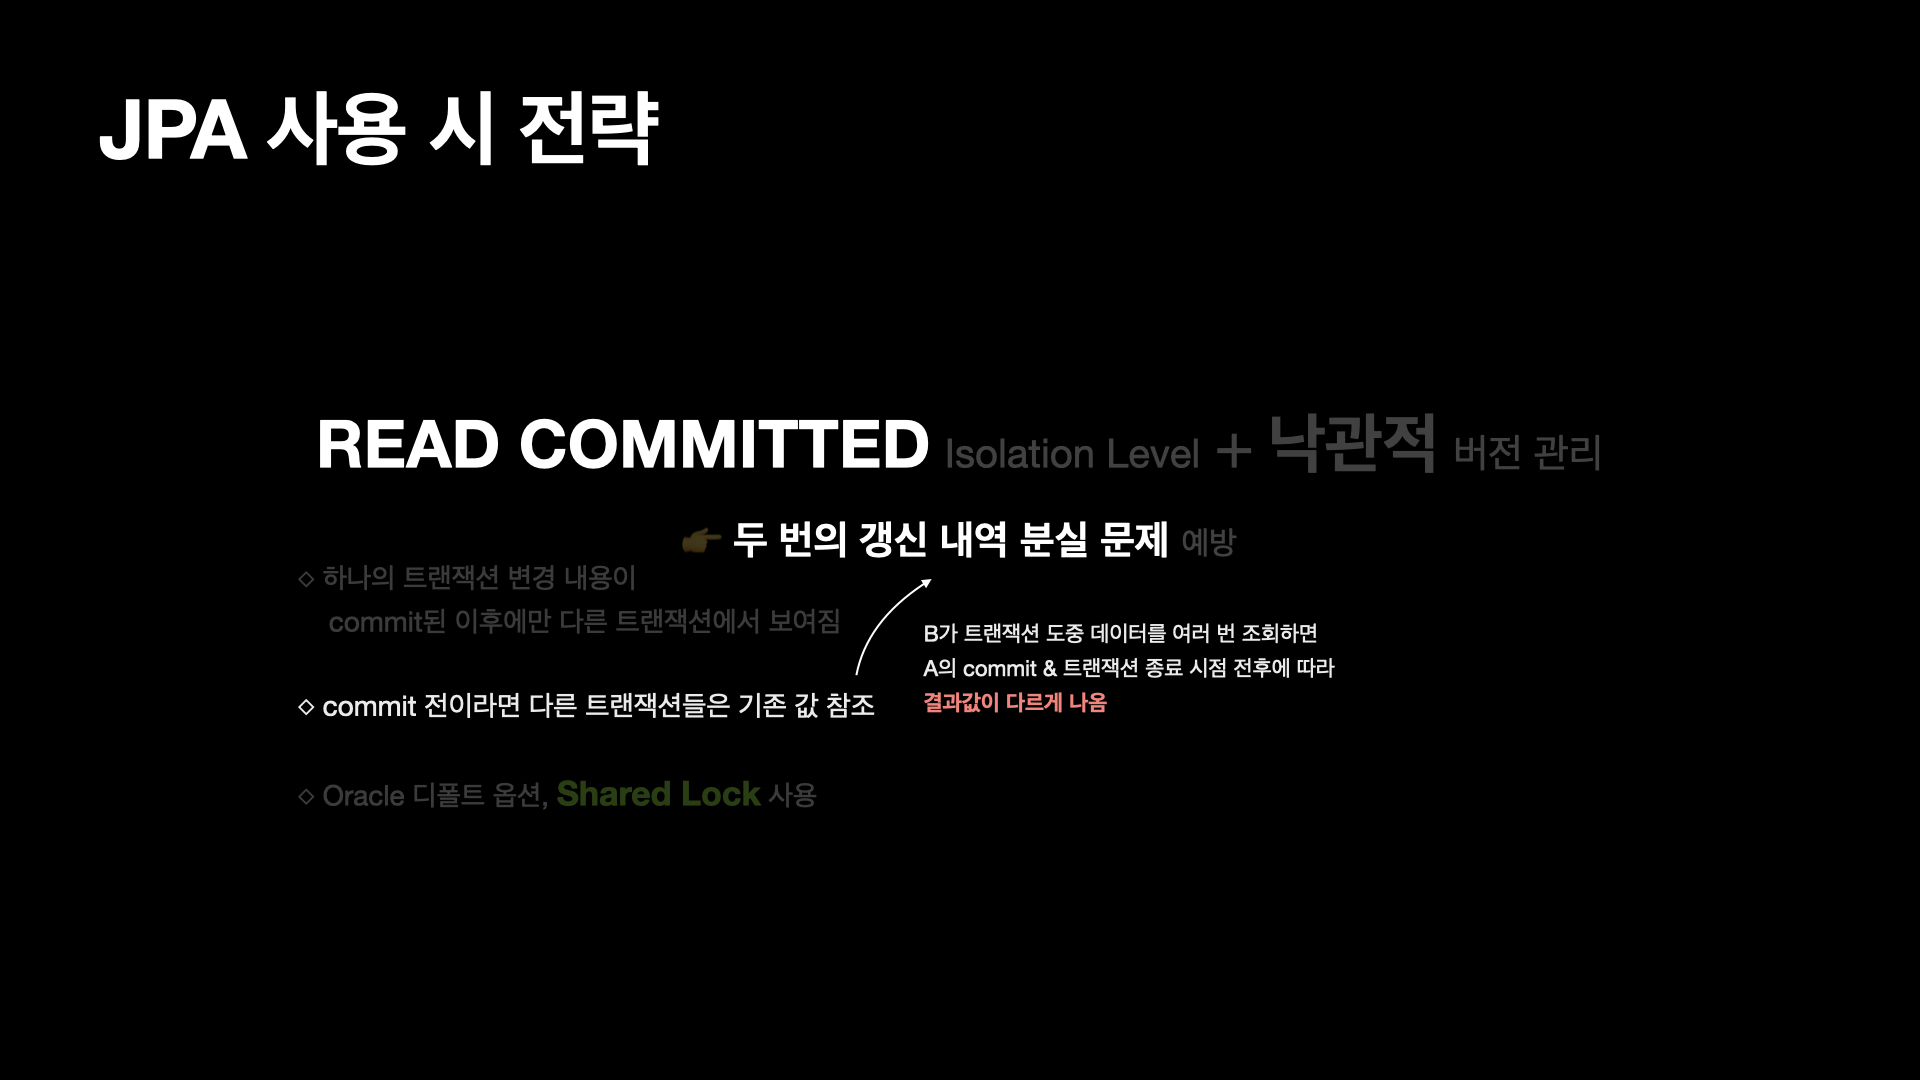 JPA 사용 시 전략
READ COMMITTED Isolation Level + 낙관적 버전 관리
👉 두 번의 갱신 내역 분실 문제 예방
◇ 하나의 트랜잭션 변경 내용이
commit된 이후에만 다른 트랜잭션에서 보여짐
B가 트랜잭션 도중 데이터를 여러 번 조회하면
A의 commit & 트랜잭션 종료 시점 전후에 따라
결과값이 다르게 나옴
◇ commit 전이라면 다른 트랜잭션들은 기존 값 참조
◇ Oracle 디폴트 옵션, Shared Lock 사용